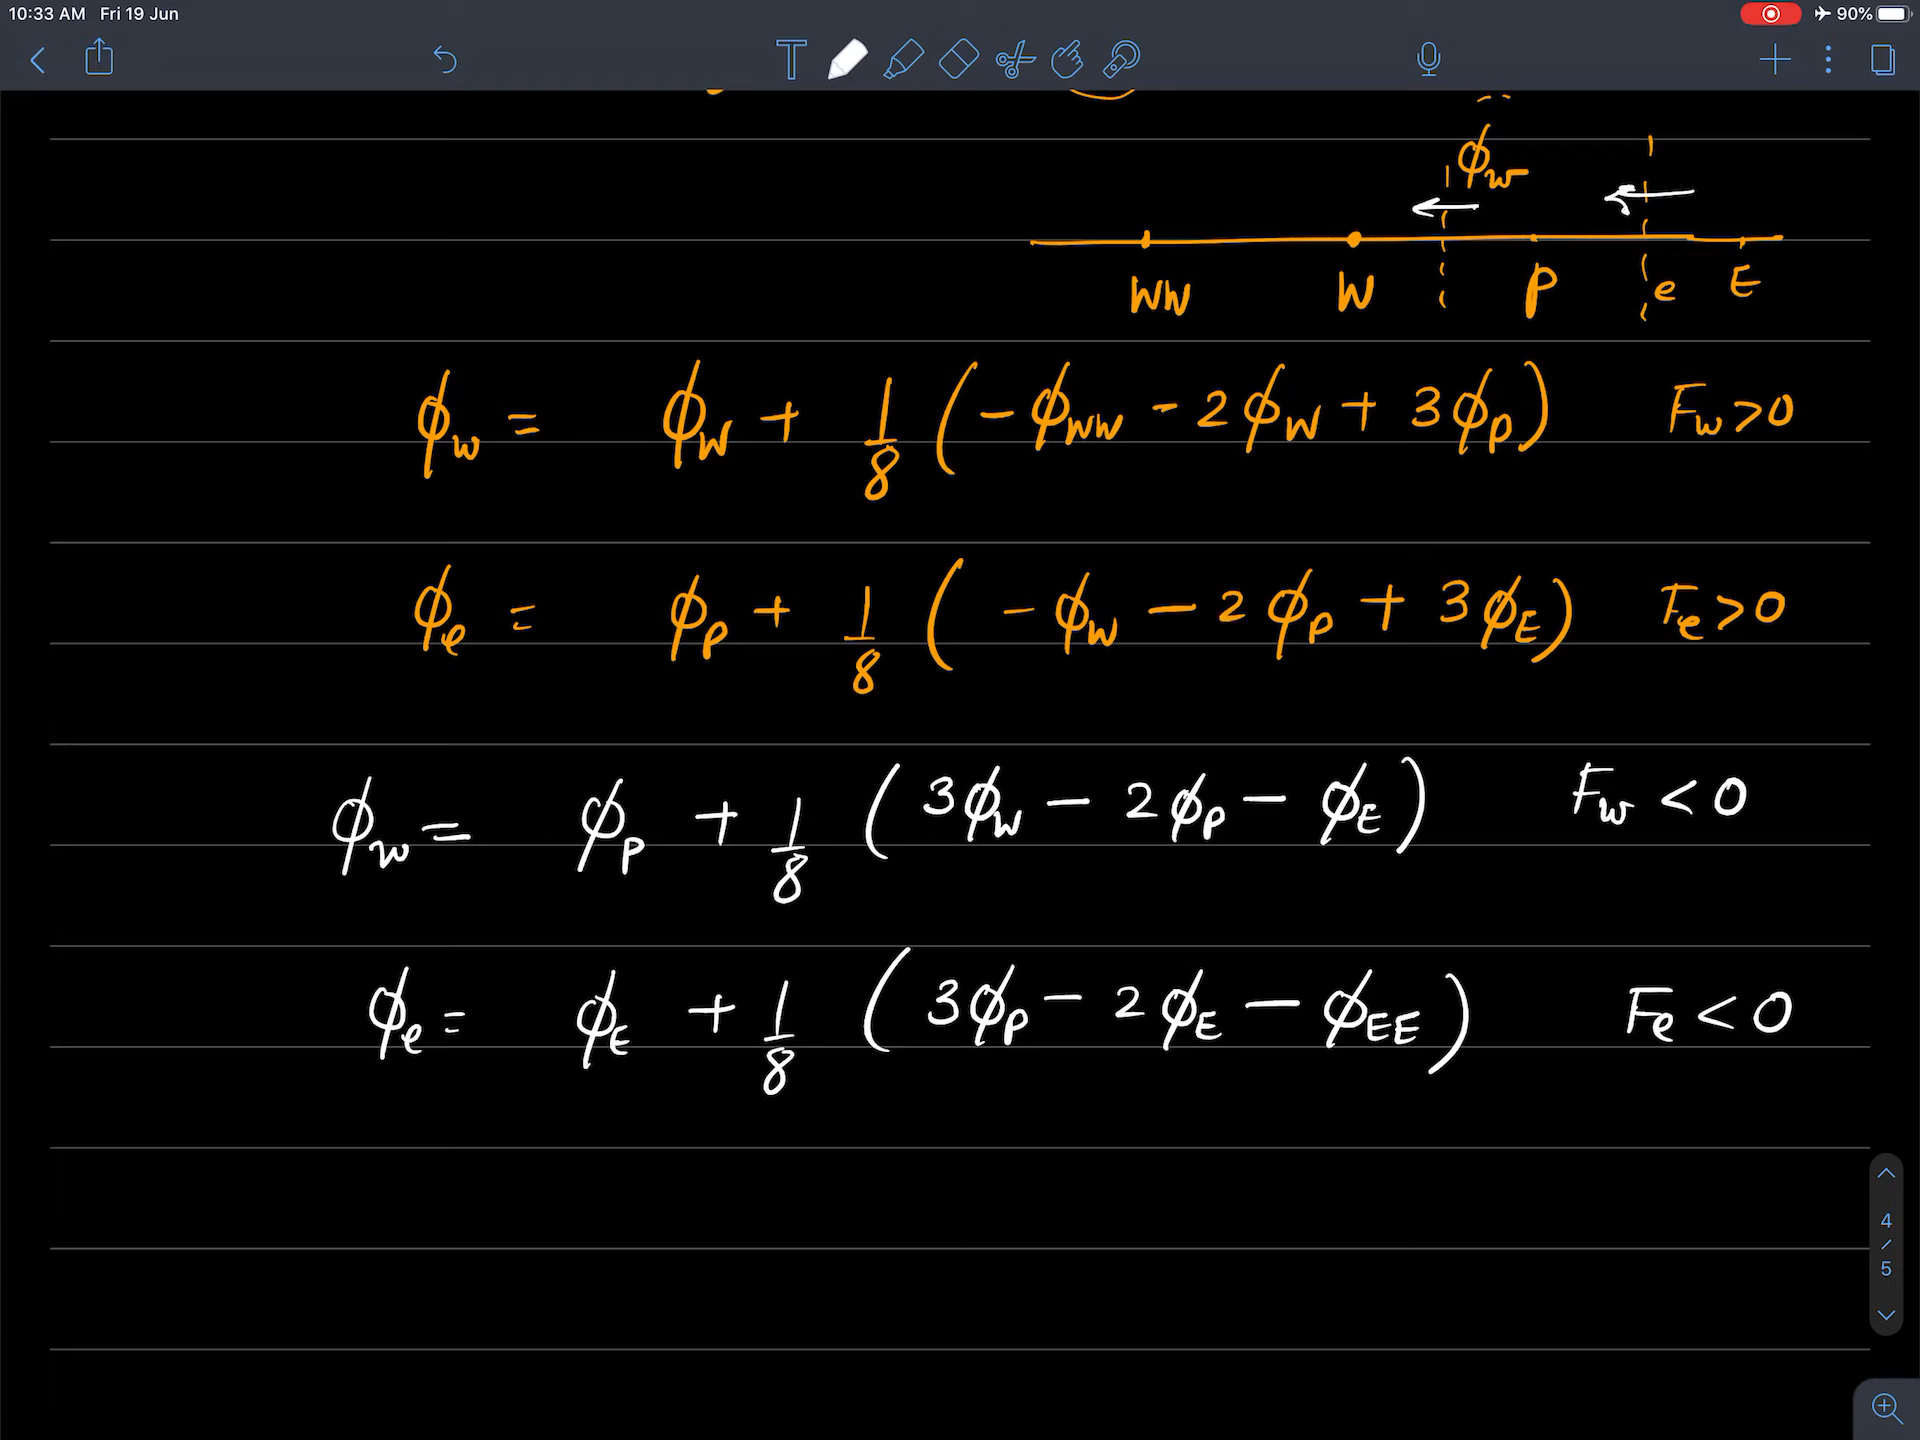 10:33 AM Fri 19 Jun 90%
T
ϕw
WW W P e E
ϕw = ϕW + 1/8 (-ϕWW - 2ϕW + 3ϕP) Fw > 0
ϕe = ϕP + 1/8 (-ϕW - 2ϕP + 3ϕE) Fe > 0
ϕw = ϕP + 1/8 (3ϕW - 2ϕP - ϕE) Fw < 0
ϕe = ϕE + 1/8 (3ϕP - 2ϕE - ϕEE) Fe < 0
4
/
5